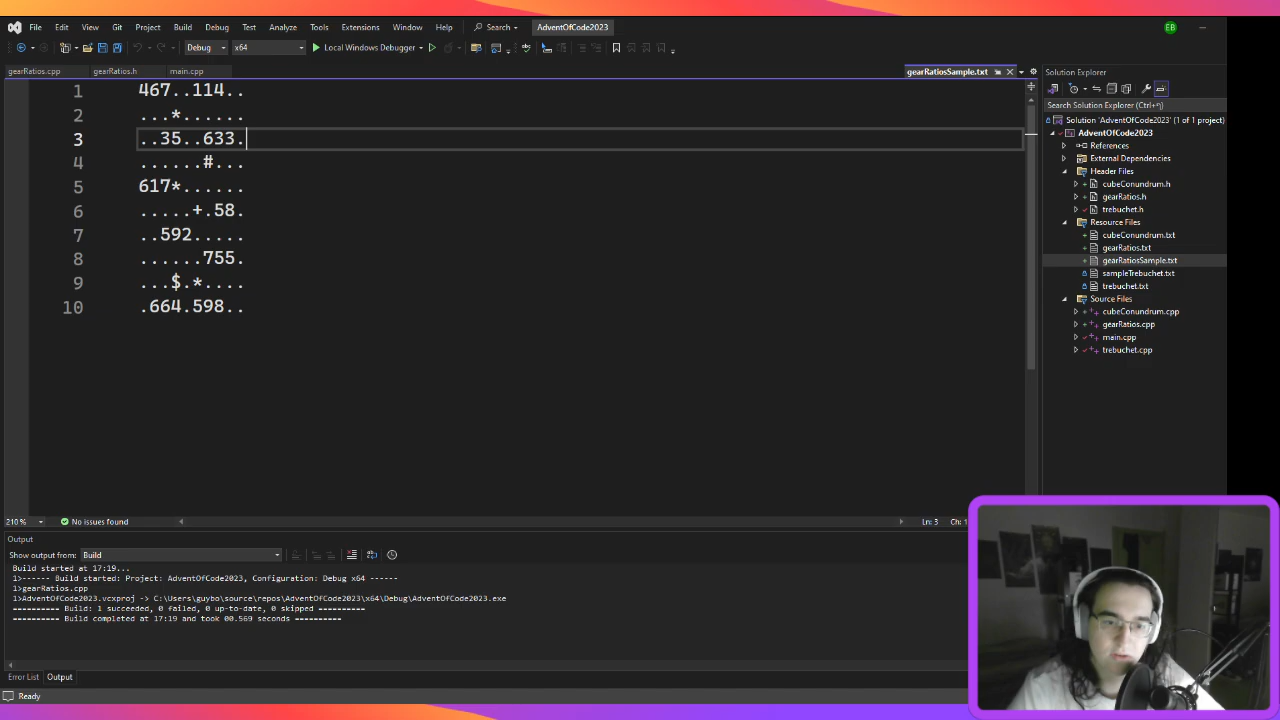 File Edit View Git Project Build Debug Test Analyze Tools Extensions Window Help Search AdventOfCode2023 EB
Debug x64 Local Windows Debugger
gearRatios.cpp gearRatios.h main.cpp gearRatiosSample.txt
1 467..114..
2 ...*......
3 ..35..633.
4 ......#...
5 617*......
6 .....+.58.
7 ..592.....
8 ......755.
9 ...$.*....
10 .664.598..
210 % No issues found Ln: 3
Output
Show output from: Build
Build started at 17:19...
1>------ Build started: Project: AdventOfCode2023, Configuration: Debug x64 ------
1>gearRatios.cpp
1>AdventOfCode2023.vcxproj -> C:\Users\guybo\source\repos\AdventOfCode2023\x64\Debug\AdventOfCode2023.exe
========== Build: 1 succeeded, 0 failed, 0 up-to-date, 0 skipped ==========
========== Build completed at 17:19 and took 00.569 seconds ==========
Error List Output
Ready
Solution Explorer
Search Solution Explorer (Ctrl+")
Solution 'AdventOfCode2023' (1 of 1 project)
AdventOfCode2023
References
External Dependencies
Header Files
cubeConundrum.h
gearRatios.h
trebuchet.h
Resource Files
cubeConundrum.txt
gearRatios.txt
gearRatiosSample.txt
sampleTrebuchet.txt
trebuchet.txt
Source Files
cubeConundrum.cpp
gearRatios.cpp
main.cpp
trebuchet.cpp